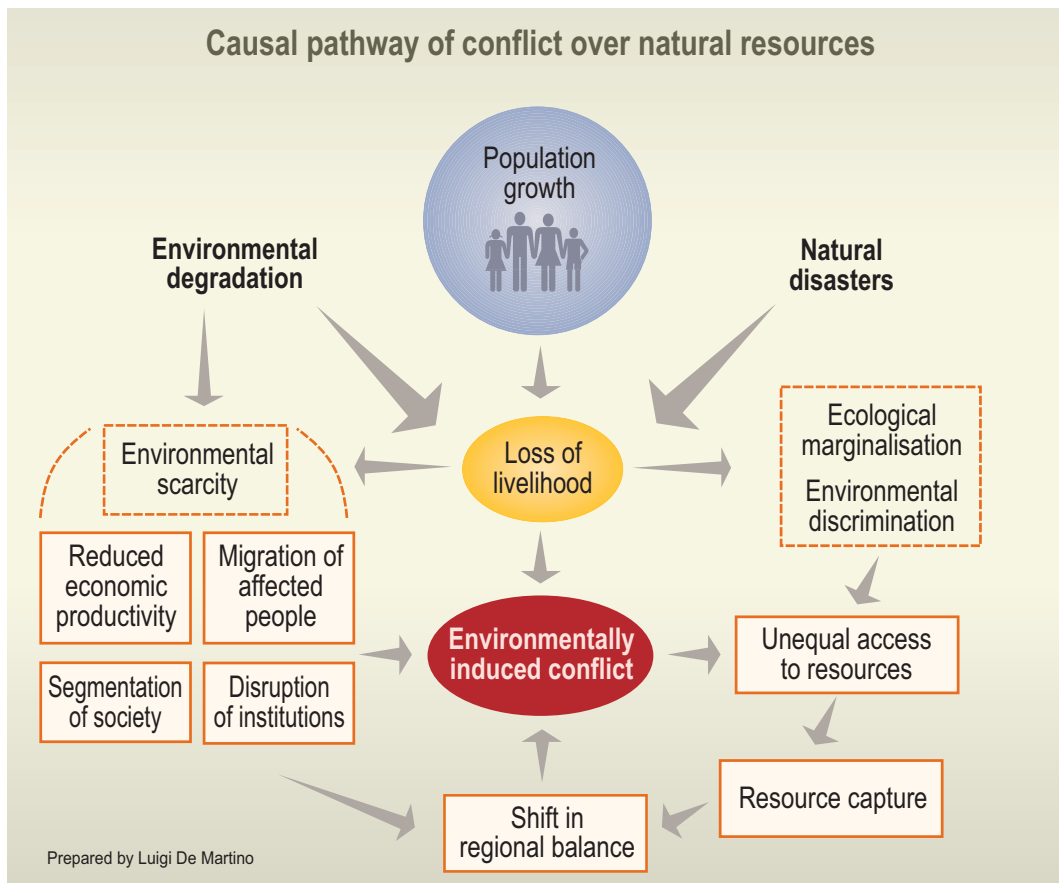 Causal pathway of conflict over natural resources
Population
growth
Environmental
degradation
Natural
disasters
Environmental
scarcity
Loss of
livelihood
Ecological
marginalisation
Environmental
discrimination
Reduced
economic
productivity
Migration of
affected
people
Environmentally
induced conflict
Unequal access
to resources
Segmentation
of society
Disruption
of institutions
Resource capture
Shift in
regional balance
Prepared by Luigi De Martino